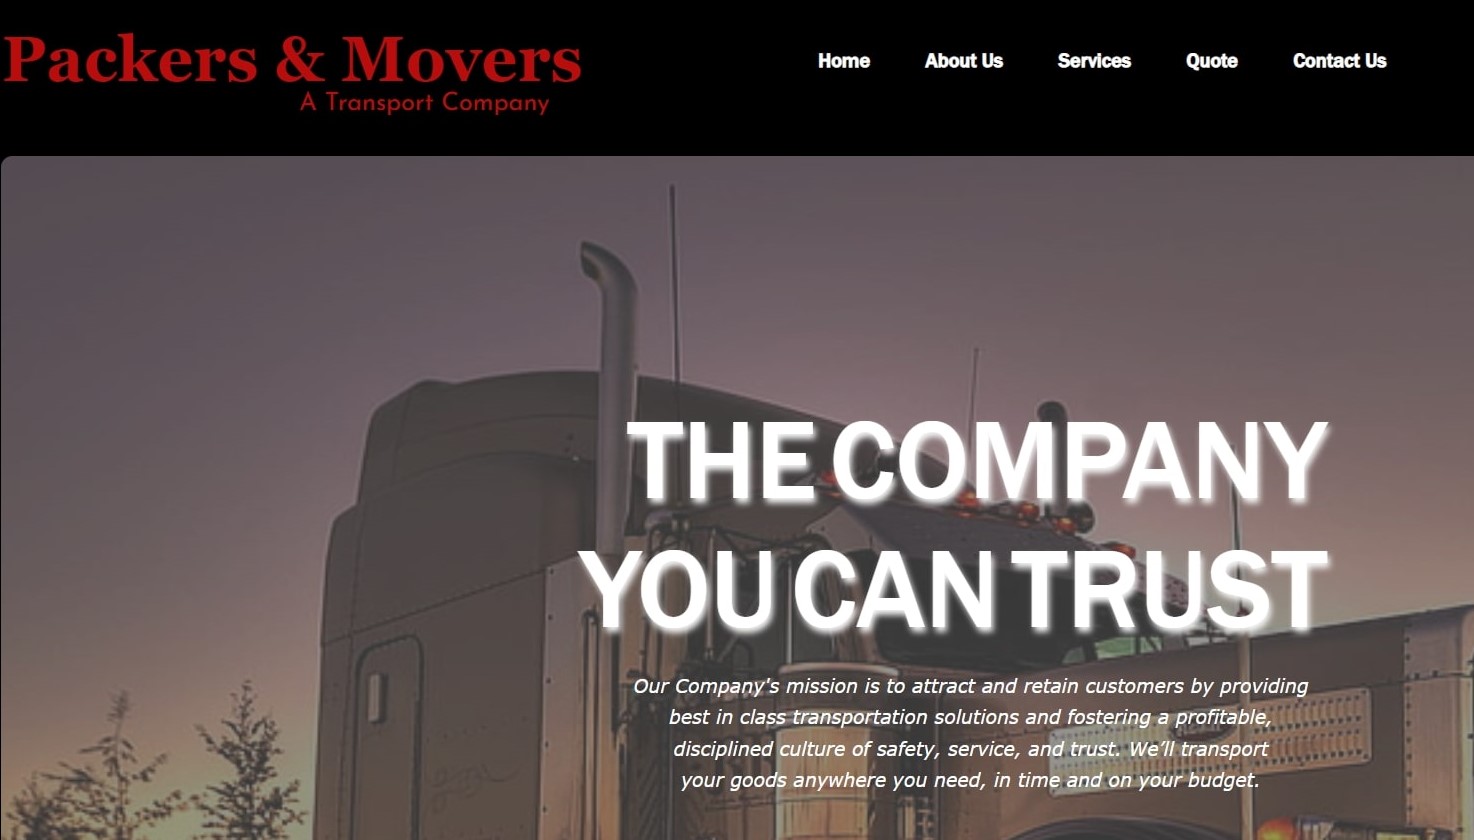 Packers & Movers
A Transport Company
Home About Us Services Quote Contact Us
THE COMPANY
YOU CAN TRUST
Our Company's mission is to attract and retain customers by providing
best in class transportation solutions and fostering a profitable,
disciplined culture of safety, service, and trust. We’ll transport
your goods anywhere you need, in time and on your budget.